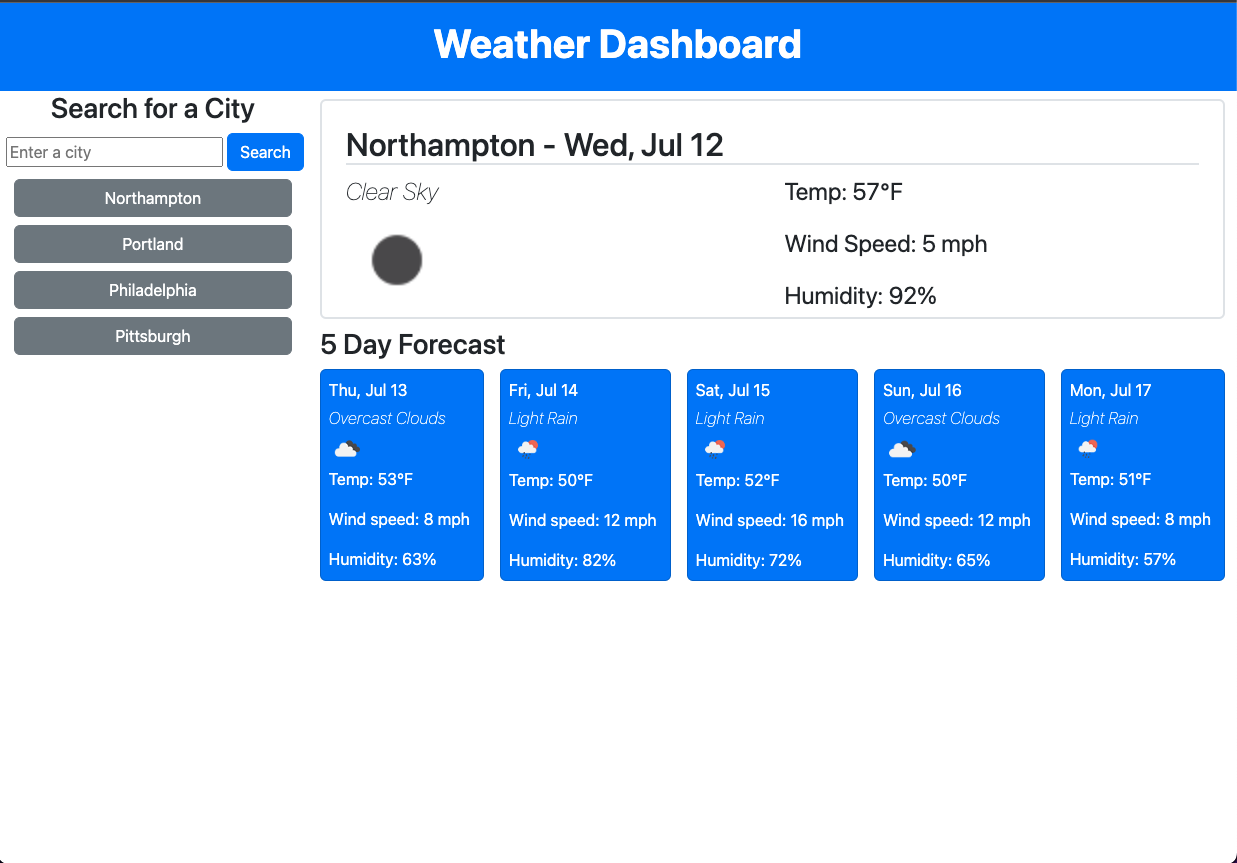 Weather Dashboard
Search for a City
Enter a city
Search
Northampton
Portland
Philadelphia
Pittsburgh
Northampton - Wed, Jul 12
Clear Sky
Temp: 57°F
Wind Speed: 5 mph
Humidity: 92%
5 Day Forecast
Thu, Jul 13
Overcast Clouds
Temp: 53°F
Wind speed: 8 mph
Humidity: 63%
Fri, Jul 14
Light Rain
Temp: 50°F
Wind speed: 12 mph
Humidity: 82%
Sat, Jul 15
Light Rain
Temp: 52°F
Wind speed: 16 mph
Humidity: 72%
Sun, Jul 16
Overcast Clouds
Temp: 50°F
Wind speed: 12 mph
Humidity: 65%
Mon, Jul 17
Light Rain
Temp: 51°F
Wind speed: 8 mph
Humidity: 57%